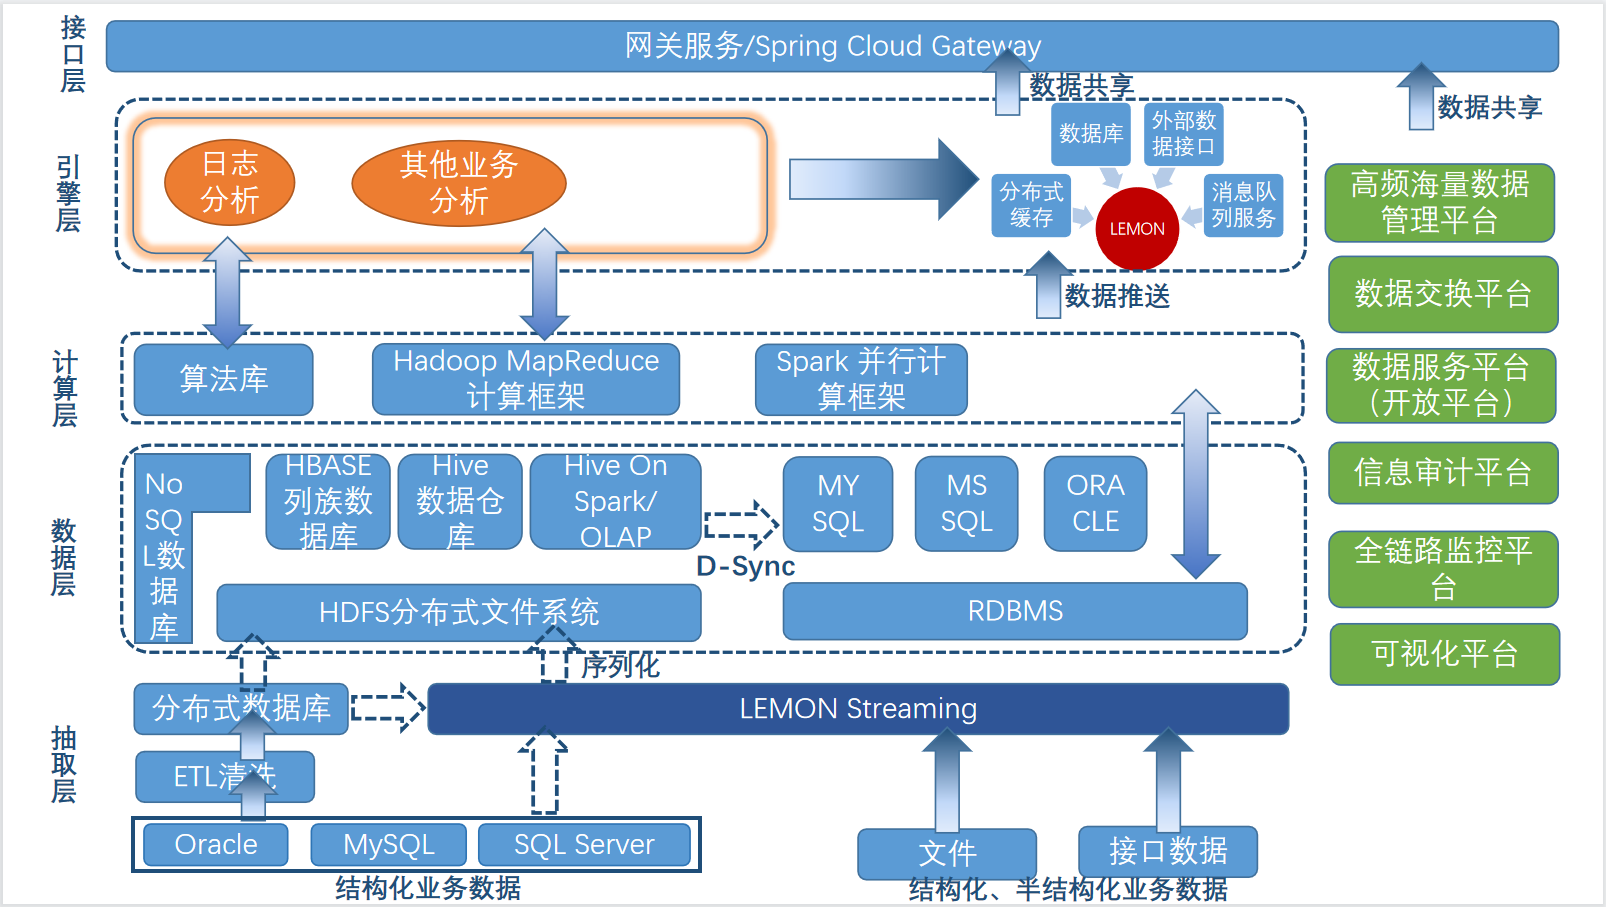 接
口
层
网关服务/Spring Cloud Gateway
数据共享
数据共享
引
擎
层
日志
分析
其他业务
分析
数据库
外部数
据接口
分布式
缓存
消息队
列服务
LEMON
数据推送
高频海量数据
管理平台
数据交换平台
数据服务平台
（开放平台）
信息审计平台
全链路监控平
台
可视化平台
计
算
层
算法库
Hadoop MapReduce
计算框架
Spark 并行计
算框架
数
据
层
No
SQ
L数
据
库
HBASE
列族数
据库
Hive
数据仓
库
Hive On
Spark/
OLAP
D-Sync
MY
SQL
MS
SQL
ORA
CLE
HDFS分布式文件系统
RDBMS
序列化
抽
取
层
分布式数据库
LEMON Streaming
ETL清洗
Oracle
MySQL
SQL Server
结构化业务数据
文件
接口数据
结构化、半结构化业务数据